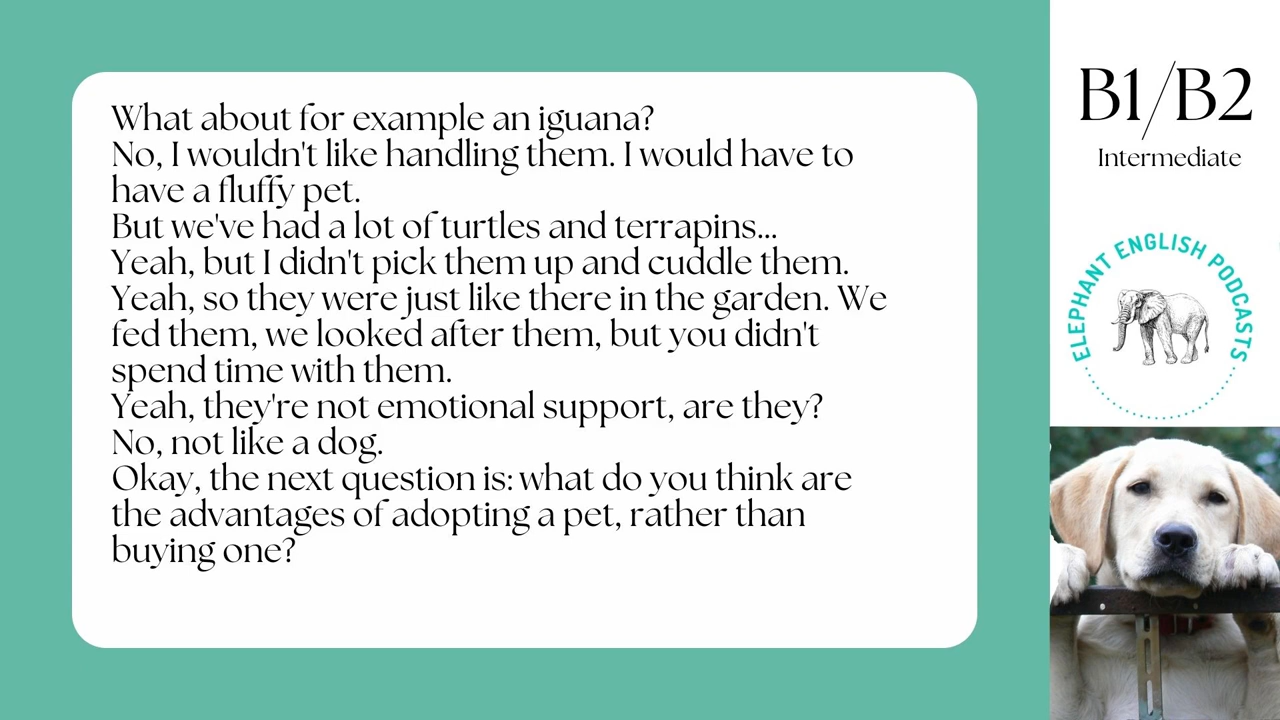 What about for example an iguana?
No, I wouldn't like handling them. I would have to
have a fluffy pet.
But we've had a lot of turtles and terrapins...
Yeah, but I didn't pick them up and cuddle them.
Yeah, so they were just like there in the garden. We
fed them, we looked after them, but you didn't
spend time with them.
Yeah, they're not emotional support, are they?
No, not like a dog.
Okay, the next question is: what do you think are
the advantages of adopting a pet, rather than
buying one?
B1/B2
Intermediate
ELEPHANT ENGLISH PODCASTS